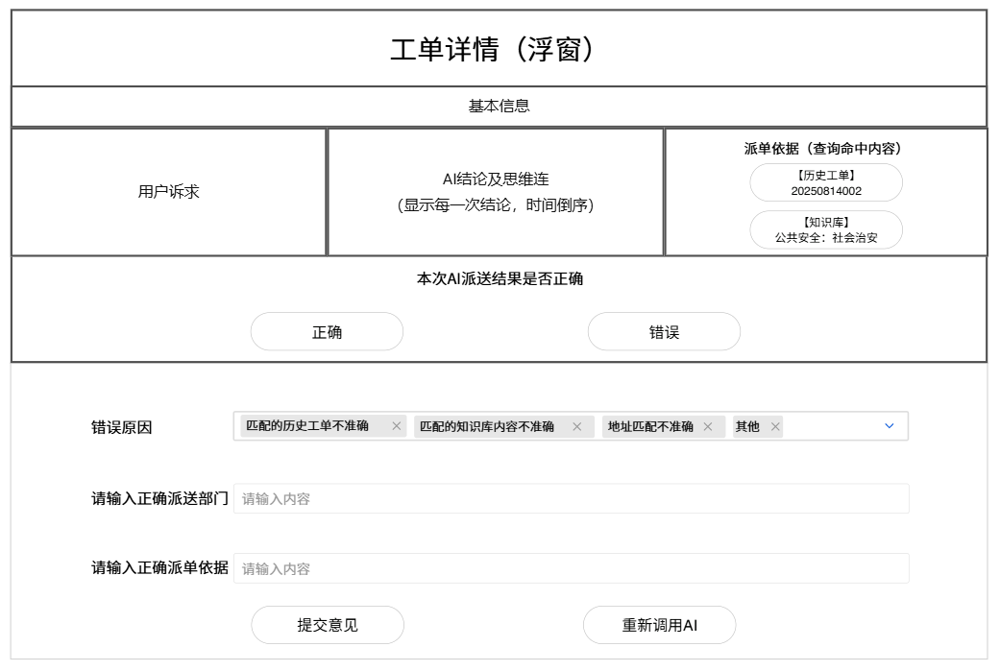 工单详情（浮窗）
基本信息
用户诉求
AI结论及思维连
（显示每一次结论，时间倒序）
派单依据（查询命中内容）
【历史工单】
20250814002
【知识库】
公共安全：社会治安
本次AI派送结果是否正确
正确
错误
错误原因
匹配的历史工单不准确
匹配的知识库内容不准确
地址匹配不准确
其他
请输入正确派送部门
请输入内容
请输入正确派单依据
请输入内容
提交意见
重新调用AI